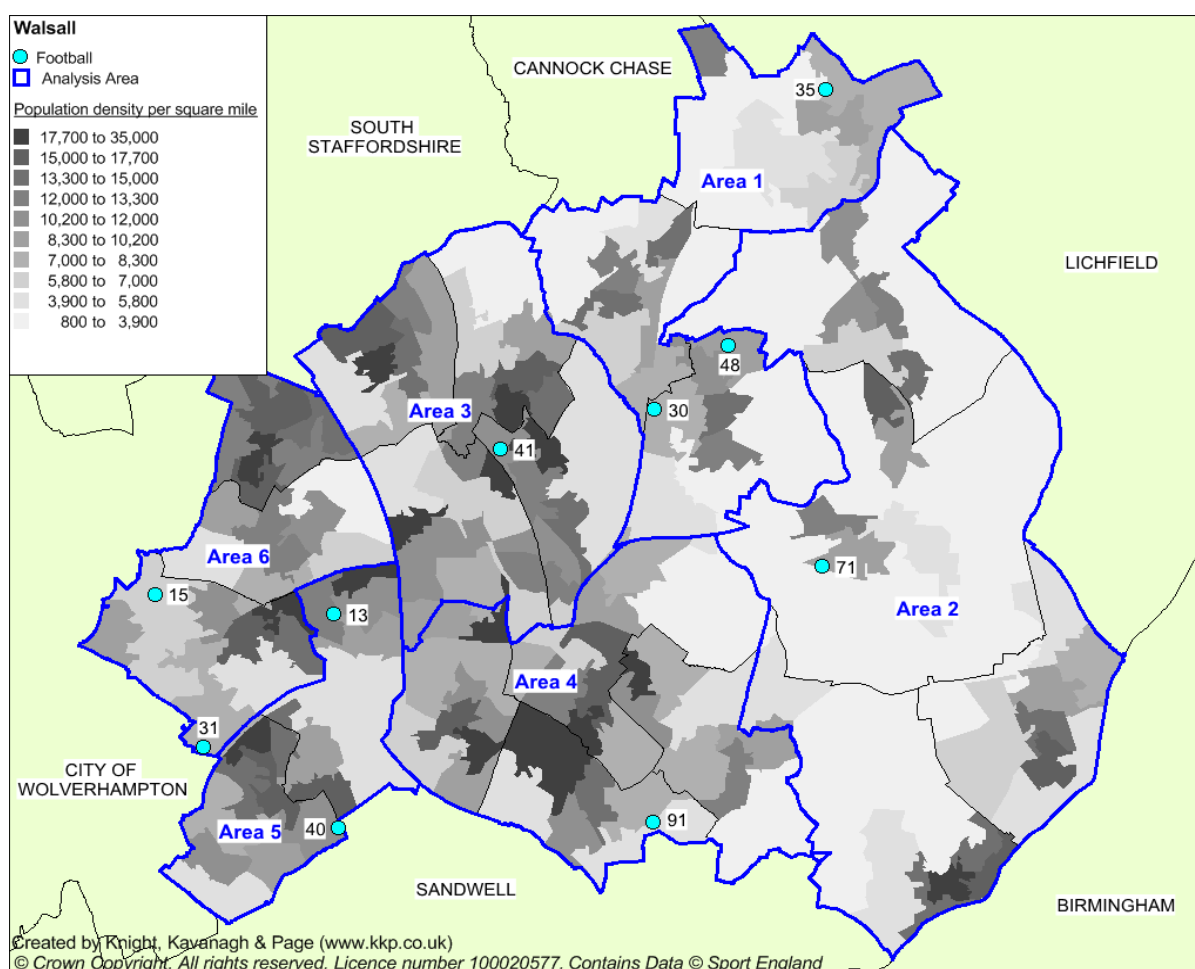 Walsall
Football
Analysis Area
Population density per square mile
17,700 to 35,000
15,000 to 17,700
13,300 to 15,000
12,000 to 13,300
10,200 to 12,000
8,300 to 10,200
7,000 to 8,300
5,800 to 7,000
3,900 to 5,800
800 to 3,900
CANNOCK CHASE
35
SOUTH
STAFFORDSHIRE
Area 1
LICHFIELD
48
30
Area 3
41
Area 6
71
15
13
Area 2
Area 4
31
CITY OF
WOLVERHAMPTON
91
40
Area 5
SANDWELL
BIRMINGHAM
Created by Knight, Kavanagh & Page (www.kkp.co.uk)
© Crown Copyright. All rights reserved. Licence number 100020577. Contains Data © Sport England